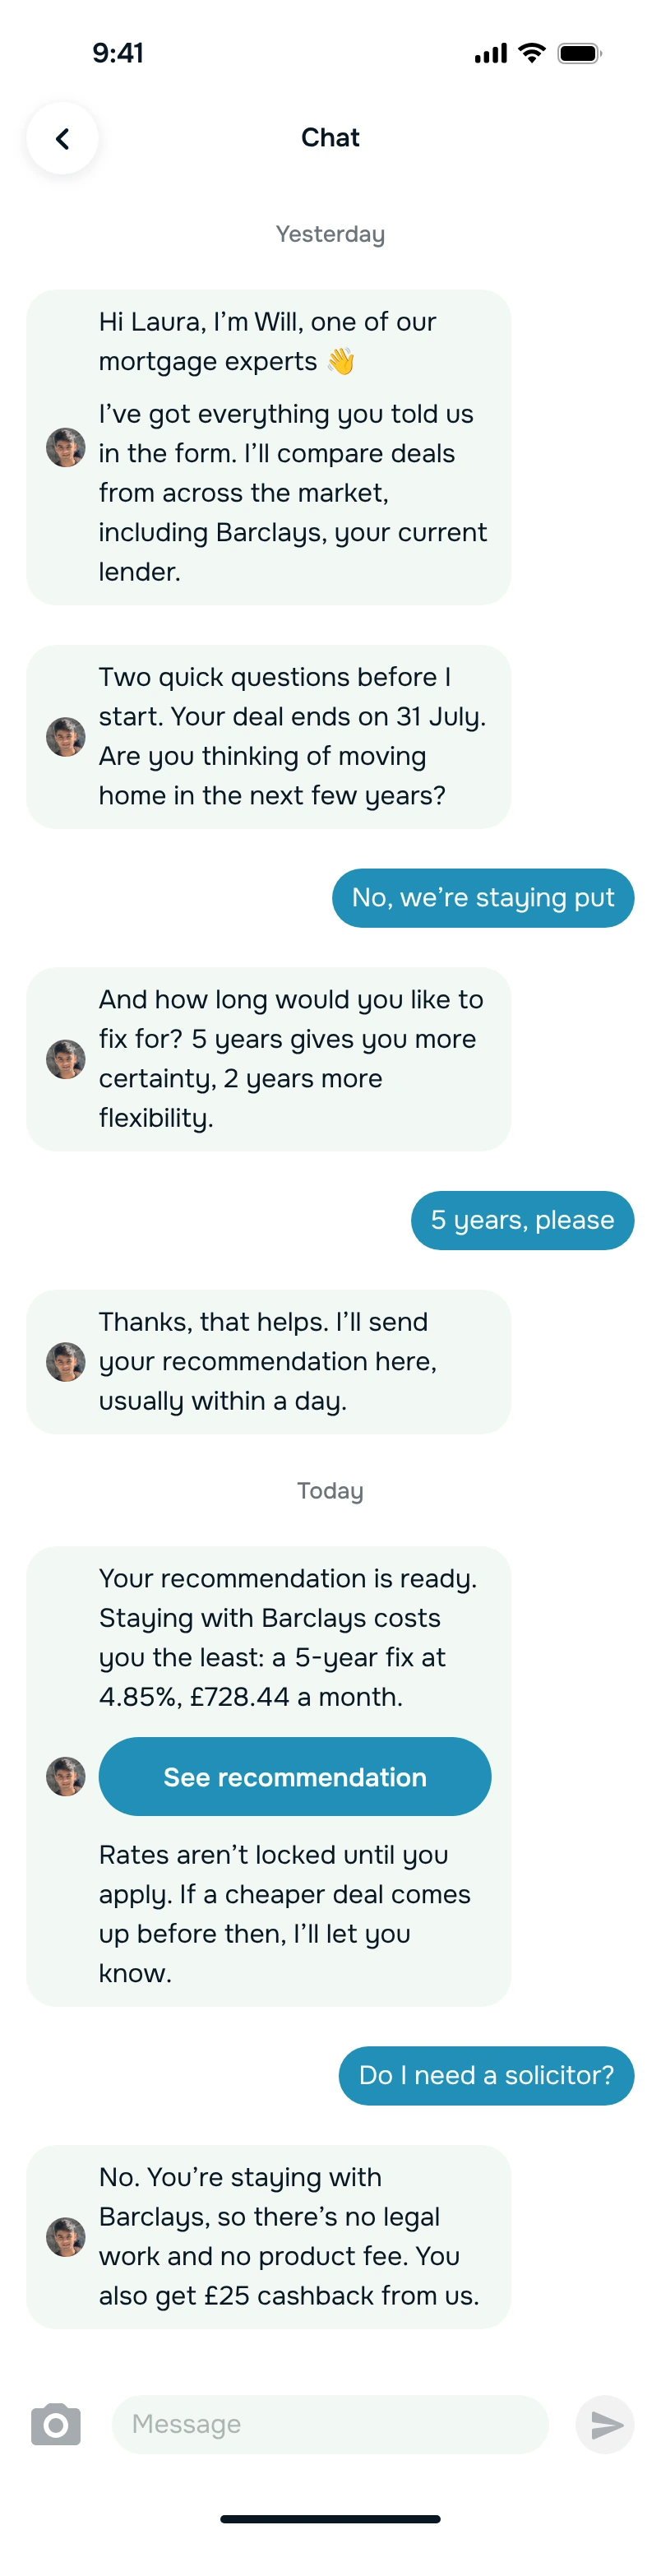 9:41
Chat
Yesterday
Hi Laura, I’m Will, one of our
mortgage experts 👋
I’ve got everything you told us
in the form. I’ll compare deals
from across the market,
including Barclays, your current
lender.
Two quick questions before I
start. Your deal ends on 31 July.
Are you thinking of moving
home in the next few years?
No, we’re staying put
And how long would you like to
fix for? 5 years gives you more
certainty, 2 years more
flexibility.
5 years, please
Thanks, that helps. I’ll send
your recommendation here,
usually within a day.
Today
Your recommendation is ready.
Staying with Barclays costs
you the least: a 5-year fix at
4.85%, £728.44 a month.
See recommendation
Rates aren’t locked until you
apply. If a cheaper deal comes
up before then, I’ll let you
know.
Do I need a solicitor?
No. You’re staying with
Barclays, so there’s no legal
work and no product fee. You
also get £25 cashback from us.
Message